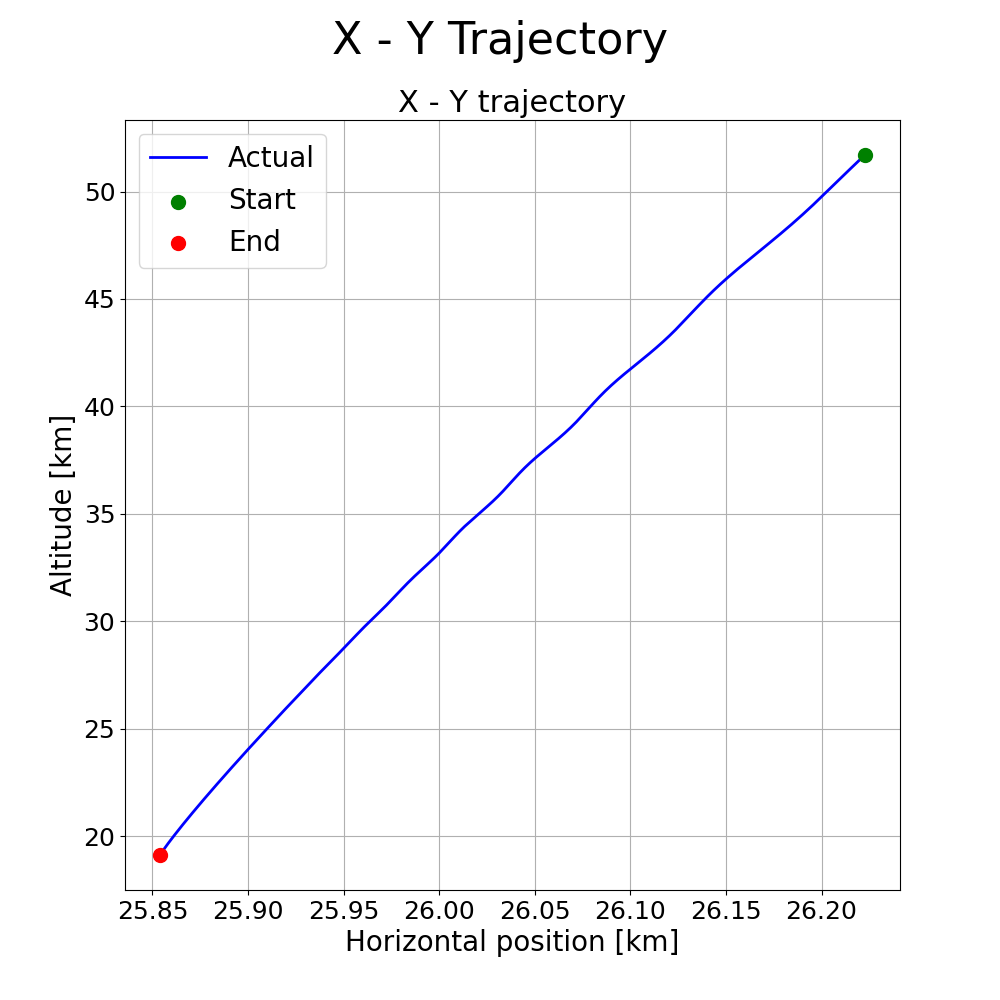 X - Y Trajectory
X - Y trajectory
Actual
Start
End
50
45
40
35
30
25
20
Altitude [km]
25.85 25.90 25.95 26.00 26.05 26.10 26.15 26.20
Horizontal position [km]